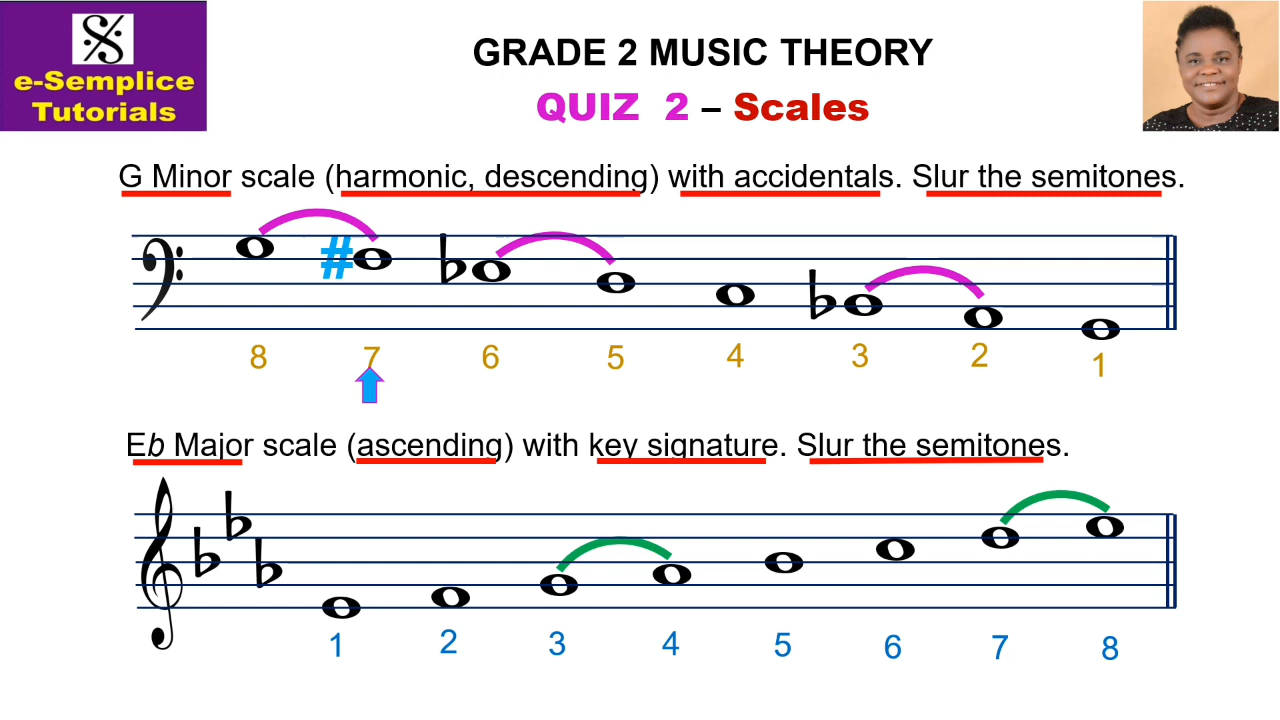 e-Semplice
Tutorials
GRADE 2 MUSIC THEORY
QUIZ 2 – Scales
G Minor scale (harmonic, descending) with accidentals. Slur the semitones.
#
8 7 6 5 4 3 2 1
Eb Major scale (ascending) with key signature. Slur the semitones.
1 2 3 4 5 6 7 8